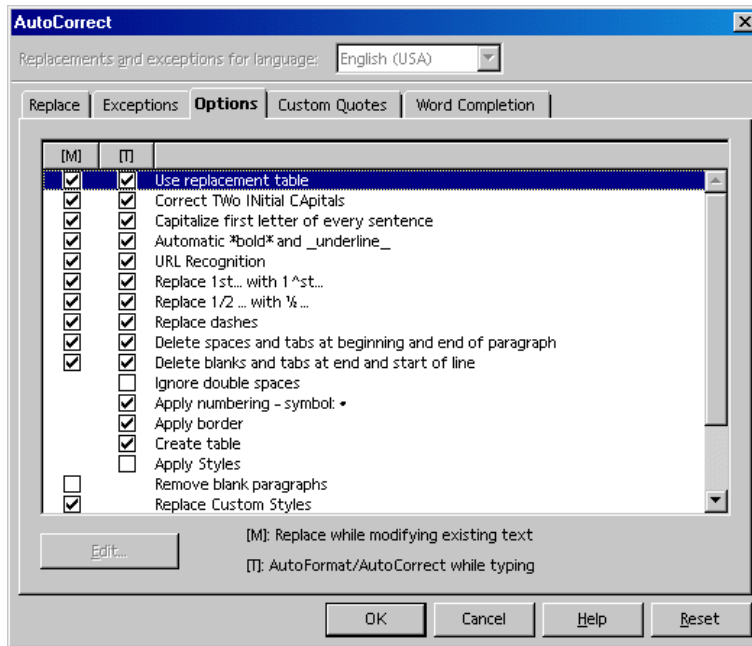 AutoCorrect
Replacements and exceptions for language: English (USA)
Replace Exceptions Options Custom Quotes Word Completion
[M] [T]
Use replacement table
Correct TWo INitial CApitals
Capitalize first letter of every sentence
Automatic *bold* and _underline_
URL Recognition
Replace 1st... with 1^st...
Replace 1/2 ... with ½ ...
Replace dashes
Delete spaces and tabs at beginning and end of paragraph
Delete blanks and tabs at end and start of line
Ignore double spaces
Apply numbering - symbol: •
Apply border
Create table
Apply Styles
Remove blank paragraphs
Replace Custom Styles
Edit...
[M]: Replace while modifying existing text
[T]: AutoFormat/AutoCorrect while typing
OK Cancel Help Reset